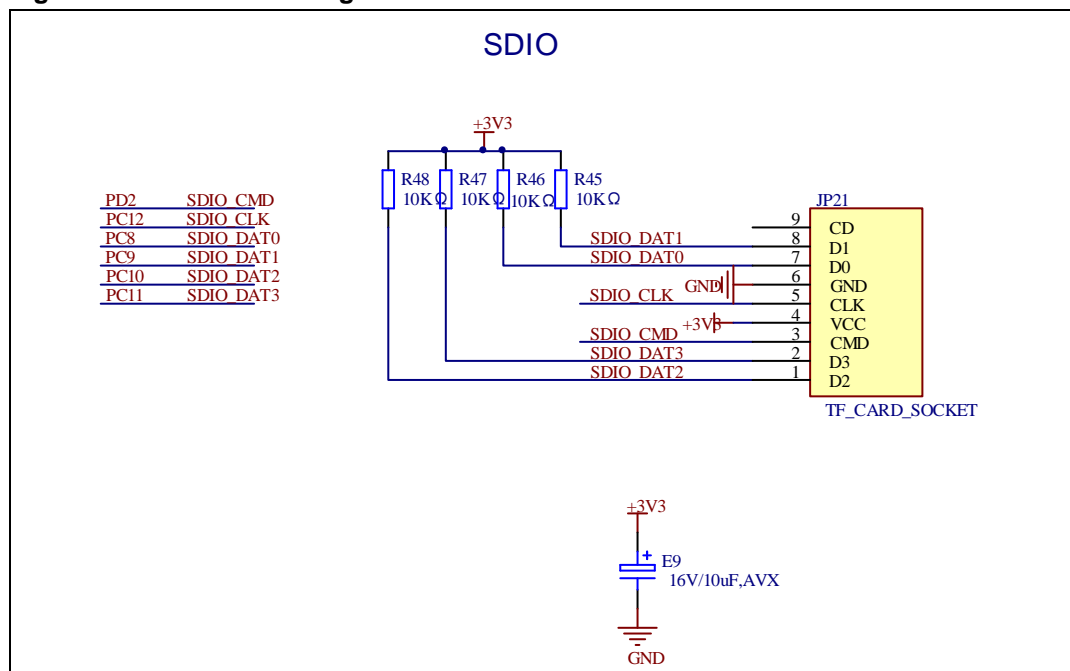 SDIO
+3V3
R48
10KΩ
R47
10KΩ
R46
10KΩ
R45
10KΩ
PD2 SDIO_CMD
PC12 SDIO_CLK
PC8 SDIO_DAT0
PC9 SDIO_DAT1
PC10 SDIO_DAT2
PC11 SDIO_DAT3
JP21
9 CD
SDIO_DAT1 8 D1
SDIO_DAT0 7 D0
GND 6 GND
SDIO_CLK 5 CLK
+3V3 4 VCC
SDIO_CMD 3 CMD
SDIO_DAT3 2 D3
SDIO_DAT2 1 D2
TF_CARD_SOCKET
+3V3
+
E9
16V/10uF,AVX
GND